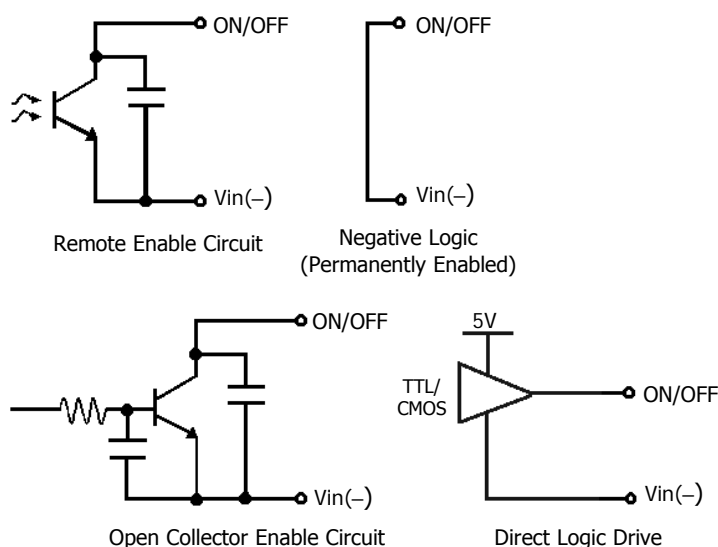 ON/OFF
Vin(−)
Remote Enable Circuit
ON/OFF
Vin(−)
Negative Logic
(Permanently Enabled)
ON/OFF
Vin(−)
Open Collector Enable Circuit
5V
TTL/
CMOS
ON/OFF
Vin(−)
Direct Logic Drive